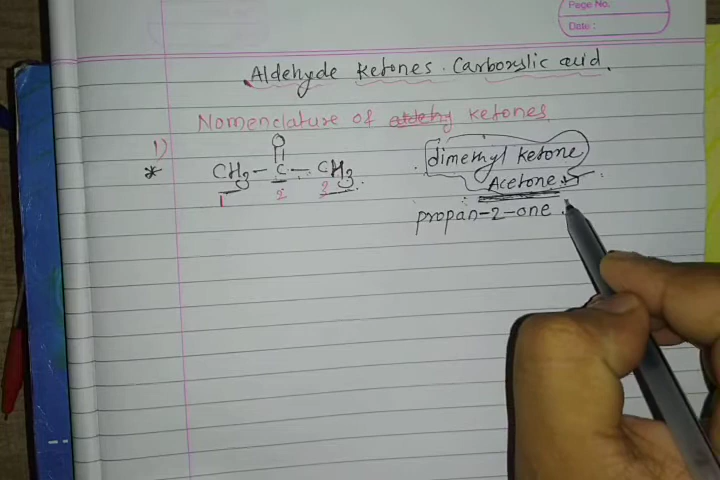 Page No.
Date :
Aldehyde Ketones. Carboxylic acid.
Nomenclature of aldehy ketones
1)
O
* CH3 – C – CH3
1 2 3
dimethyl ketone
Acetone
propan-2-one.